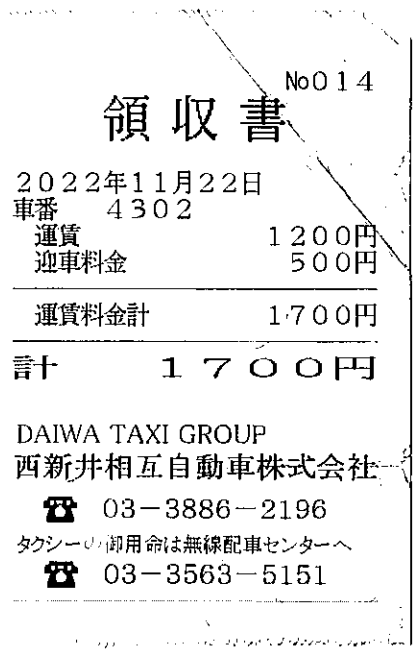 No014
領収書
2022年11月22日
車番 4302
運賃 1200円
迎車料金 500円
運賃料金計 1700円
計 1700円
DAIWA TAXI GROUP
西新井相互自動車株式会社
☎ 03-3886-2196
タクシーの御用命は無線配車センターへ
☎ 03-3563-5151